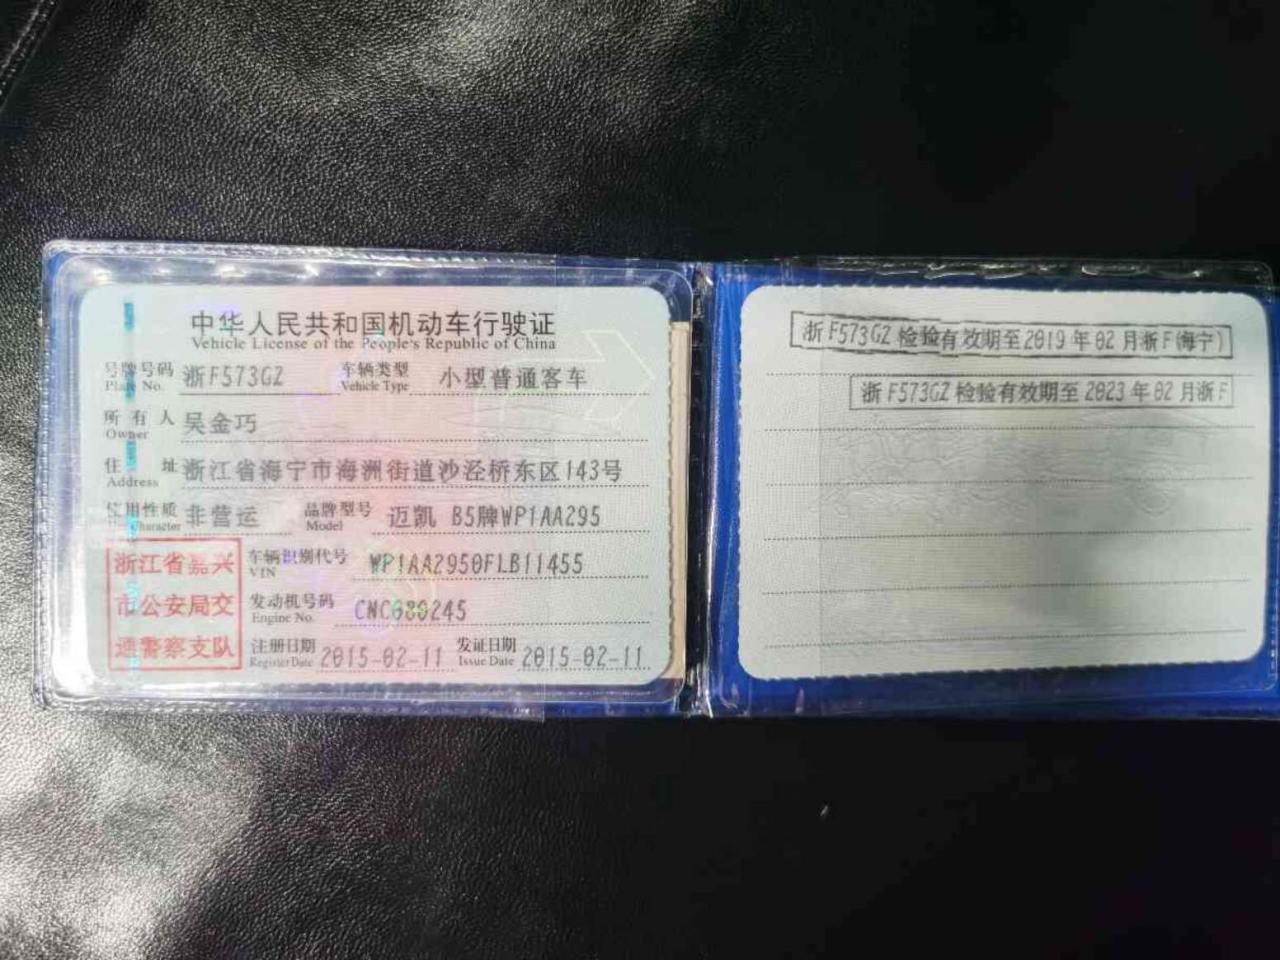 中华人民共和国机动车行驶证
Vehicle License of the People's Republic of China
号牌号码 浙F573GZ 车辆类型 小型普通客车
Plate No. Vehicle Type
所有人 吴金巧
Owner
住址 浙江省海宁市海洲街道沙泾桥东区143号
Address
使用性质 非营运 品牌型号 迈凯 B5牌WP1AA295
Character Model
浙江省嘉兴
市公安局交
通警察支队
车辆识别代号 WP1AA2950FLB11455
VIN
发动机号码 CNC080245
Engine No.
注册日期 2015-02-11 发证日期 2015-02-11
Register Date Issue Date
浙F573GZ 检验有效期至2019年02月浙F(海宁)
浙F573GZ 检验有效期至2023年02月浙F